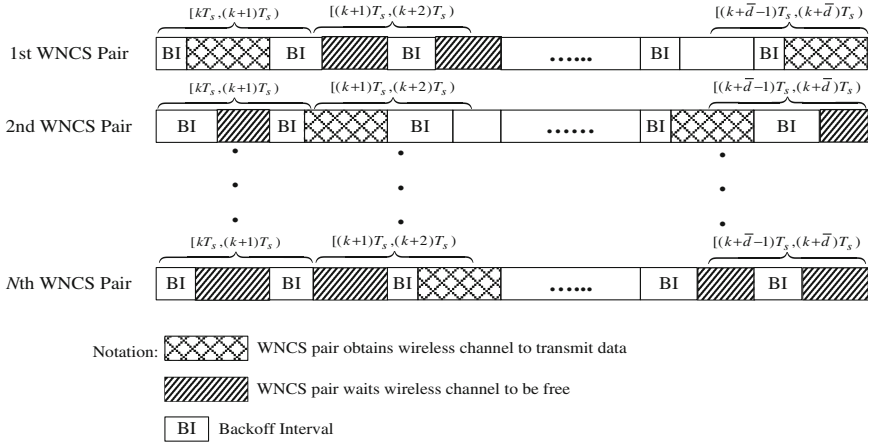 [kT_s,(k+1)T_s) [(k+1)T_s,(k+2)T_s) [(k+d̅−1)T_s,(k+d̅)T_s)
1st WNCS Pair BI BI BI ...... BI BI
[kT_s,(k+1)T_s) [(k+1)T_s,(k+2)T_s) [(k+d̅−1)T_s,(k+d̅)T_s)
2nd WNCS Pair BI BI BI ...... BI BI
[kT_s,(k+1)T_s) [(k+1)T_s,(k+2)T_s) [(k+d̅−1)T_s,(k+d̅)T_s)
Nth WNCS Pair BI BI BI ...... BI BI
Notation: WNCS pair obtains wireless channel to transmit data
WNCS pair waits wireless channel to be free
BI Backoff Interval